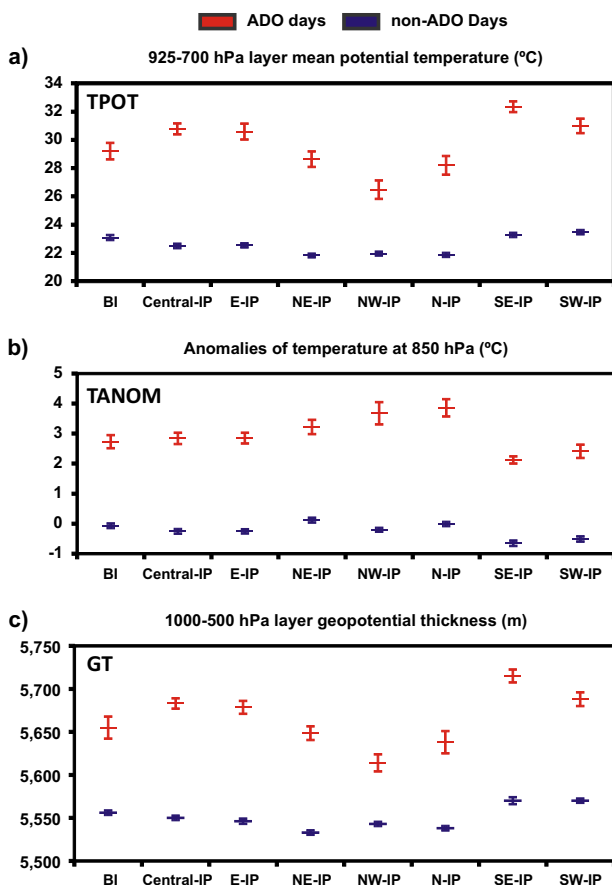 ADO days non-ADO Days
a) 925-700 hPa layer mean potential temperature (ºC)
TPOT
34
32
30
28
26
24
22
20
BI Central-IP E-IP NE-IP NW-IP N-IP SE-IP SW-IP
b) Anomalies of temperature at 850 hPa (ºC)
TANOM
5
4
3
2
1
0
-1
BI Central-IP E-IP NE-IP NW-IP N-IP SE-IP SW-IP
c) 1000-500 hPa layer geopotential thickness (m)
GT
5,750
5,700
5,650
5,600
5,550
5,500
BI Central-IP E-IP NE-IP NW-IP N-IP SE-IP SW-IP